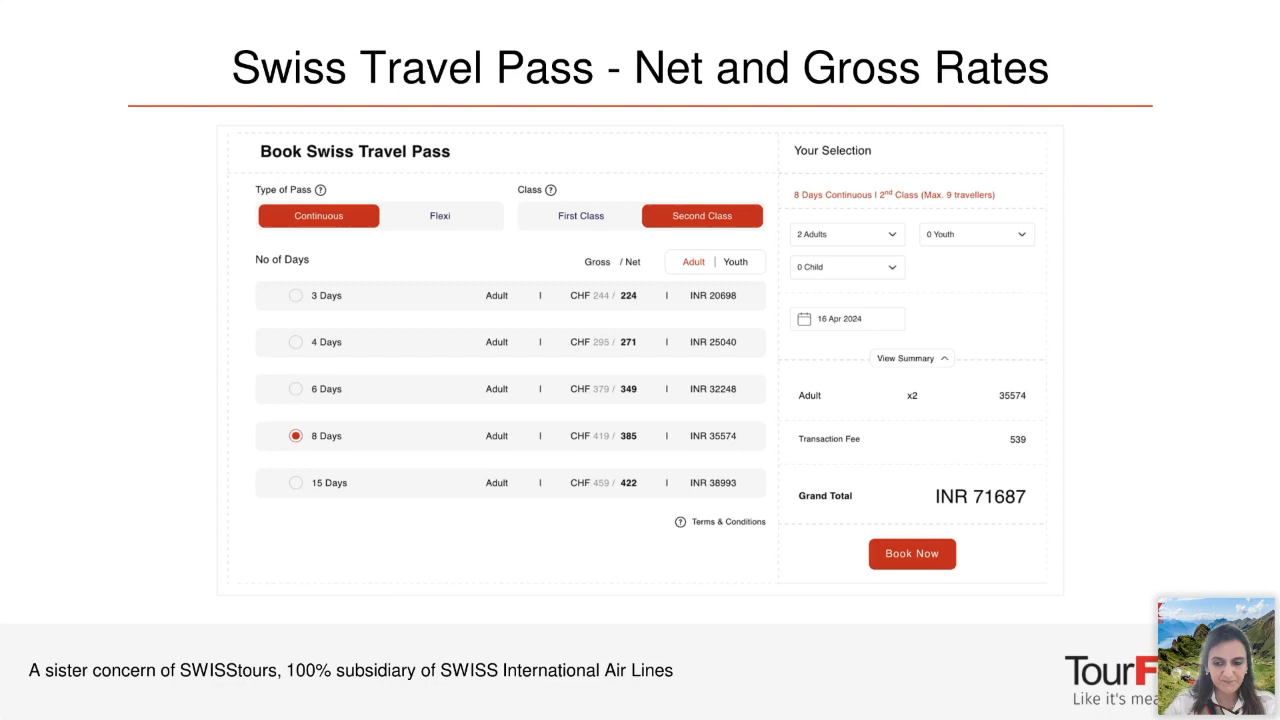 Swiss Travel Pass - Net and Gross Rates
Book Swiss Travel Pass
Type of Pass ?
Class ?
Continuous Flexi
First Class Second Class
No of Days
Gross / Net
Adult | Youth
3 Days Adult I CHF 244 / 224 I INR 20698
4 Days Adult I CHF 295 / 271 I INR 25040
6 Days Adult I CHF 379 / 349 I INR 32248
8 Days Adult I CHF 419 / 385 I INR 35574
15 Days Adult I CHF 459 / 422 I INR 38993
? Terms & Conditions
Your Selection
8 Days Continuous I 2nd Class (Max. 9 travellers)
2 Adults
0 Youth
0 Child
16 Apr 2024
View Summary
Adult x2 35574
Transaction Fee 539
Grand Total INR 71687
Book Now
A sister concern of SWISStours, 100% subsidiary of SWISS International Air Lines
TourF
Like it's mea